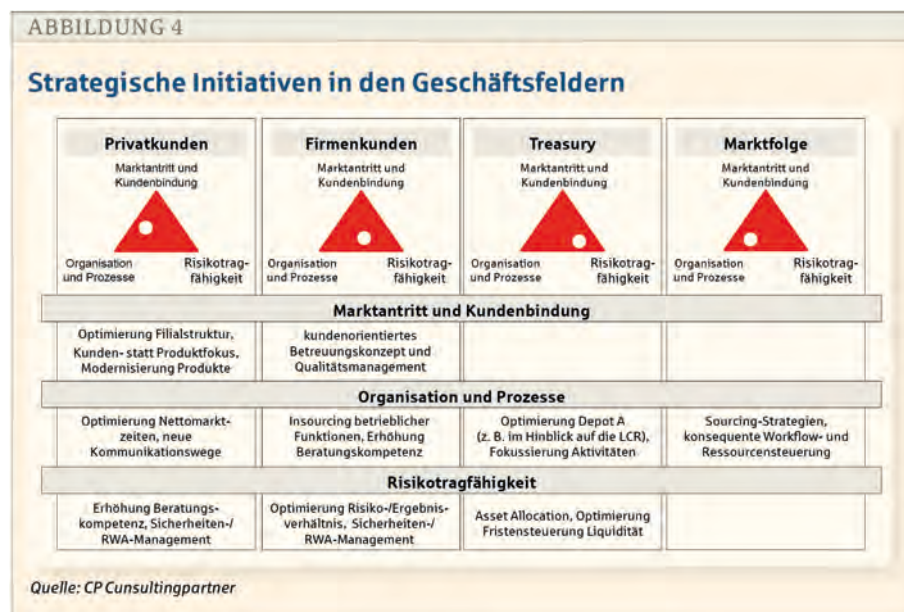 ABBILDUNG 4
Strategische Initiativen in den Geschäftsfeldern
Privatkunden
Marktantritt und
Kundenbindung
Organisation
und Prozesse
Risikotrag-
fähigkeit
Firmenkunden
Marktantritt und
Kundenbindung
Organisation
und Prozesse
Risikotrag-
fähigkeit
Treasury
Marktantritt und
Kundenbindung
Organisation
und Prozesse
Risikotrag-
fähigkeit
Marktfolge
Marktantritt und
Kundenbindung
Organisation
und Prozesse
Risikotrag-
fähigkeit
Marktantritt und Kundenbindung
Optimierung Filialstruktur,
Kunden- statt Produktfokus,
Modernisierung Produkte
kundenorientiertes
Betreuungskonzept und
Qualitätsmanagement
Organisation und Prozesse
Optimierung Nettomarkt-
zeiten, neue
Kommunikationswege
Insourcing betrieblicher
Funktionen, Erhöhung
Beratungskompetenz
Optimierung Depot A
(z. B. im Hinblick auf die LCR),
Fokussierung Aktivitäten
Sourcing-Strategien,
konsequente Workflow- und
Ressourcensteuerung
Risikotragfähigkeit
Erhöhung Beratungs-
kompetenz, Sicherheiten-/
RWA-Management
Optimierung Risiko-/Ergebnis-
verhältnis, Sicherheiten-/
RWA-Management
Asset Allocation, Optimierung
Fristensteuerung Liquidität
Quelle: CP Cunsultingpartner